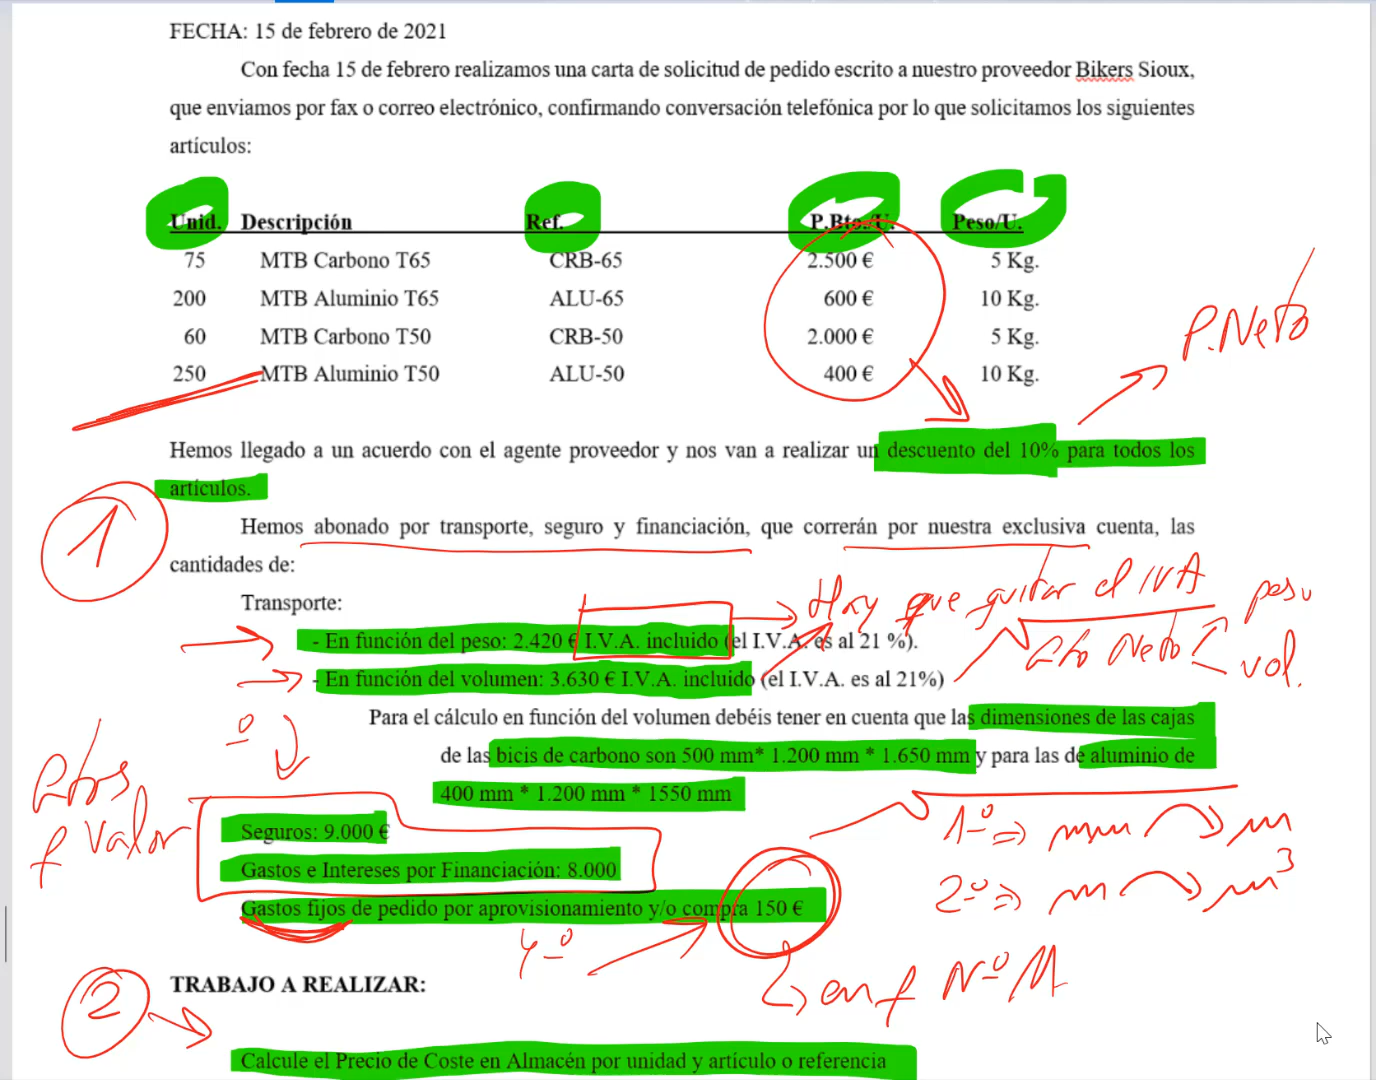 FECHA: 15 de febrero de 2021
Con fecha 15 de febrero realizamos una carta de solicitud de pedido escrito a nuestro proveedor Bikers Sioux,
que enviamos por fax o correo electrónico, confirmando conversación telefónica por lo que solicitamos los siguientes
artículos:
Unid. Descripción Ref. P.Bto./U. Peso/U.
75 MTB Carbono T65 CRB-65 2.500 € 5 Kg.
200 MTB Aluminio T65 ALU-65 600 € 10 Kg.
60 MTB Carbono T50 CRB-50 2.000 € 5 Kg.
250 MTB Aluminio T50 ALU-50 400 € 10 Kg.
P.Neto
Hemos llegado a un acuerdo con el agente proveedor y nos van a realizar un descuento del 10% para todos los
artículos.
1
Hemos abonado por transporte, seguro y financiación, que correrán por nuestra exclusiva cuenta, las
cantidades de:
Transporte:
Hay que quitar el IVA
- En función del peso: 2.420 € I.V.A. incluido (el I.V.A. es al 21 %).
Gto Neto
peso
vol.
- En función del volumen: 3.630 € I.V.A. incluido (el I.V.A. es al 21%)
Para el cálculo en función del volumen debéis tener en cuenta que las dimensiones de las cajas
de las bicis de carbono son 500 mm* 1.200 mm * 1.650 mm y para las de aluminio de
400 mm * 1.200 mm * 1550 mm
Gtos
f Valor
1º => mm m
2º => m m³
Seguros: 9.000 €
Gastos e Intereses por Financiación: 8.000
Gastos fijos de pedido por aprovisionamiento y/o compra 150 €
4º
en f Nº M
2
TRABAJO A REALIZAR:
Calcule el Precio de Coste en Almacén por unidad y artículo o referencia